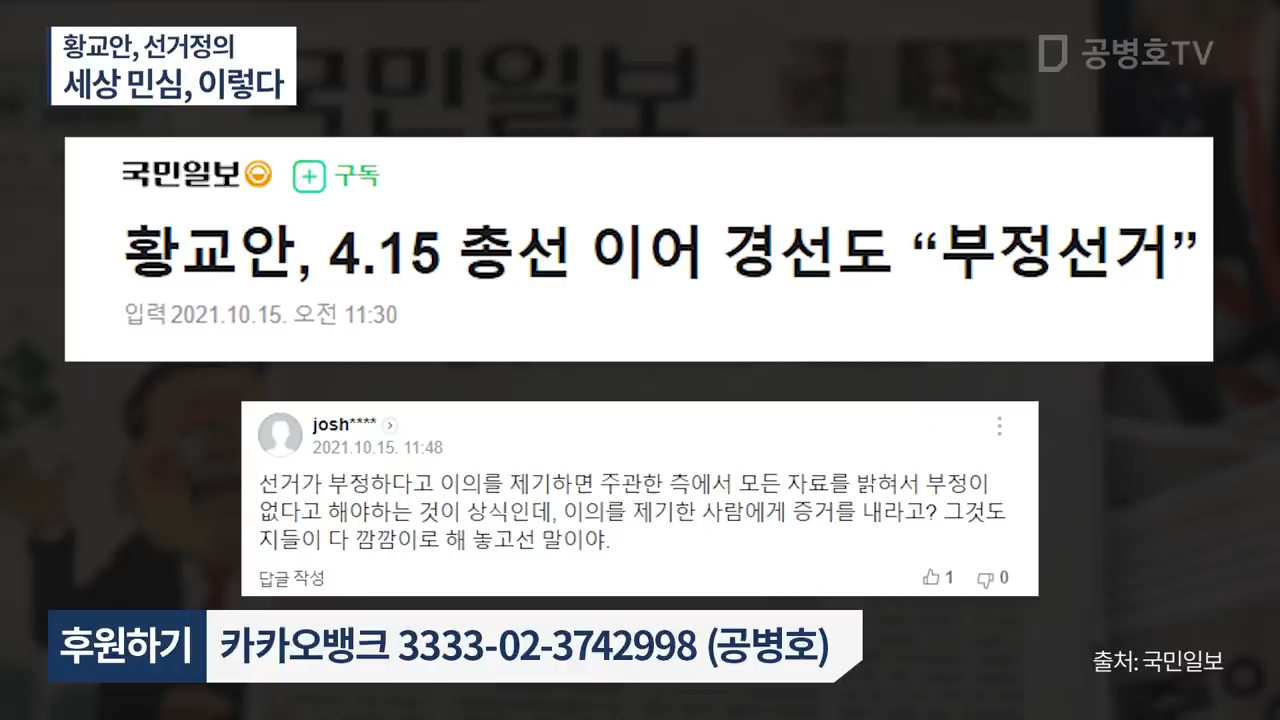 황교안, 선거정의
세상 민심, 이렇다
공병호TV
국민일보
국민일보 구독
황교안, 4.15 총선 이어 경선도 “부정선거”
입력 2021.10.15. 오전 11:30
josh****
2021.10.15. 11:48
선거가 부정하다고 이의를 제기하면 주관한 측에서 모든 자료를 밝혀서 부정이
없다고 해야하는 것이 상식인데, 이의를 제기한 사람에게 증거를 내라고? 그것도
지들이 다 깜깜이로 해 놓고선 말이야.
답글 작성 1 0
후원하기 카카오뱅크 3333-02-3742998 (공병호)
출처: 국민일보